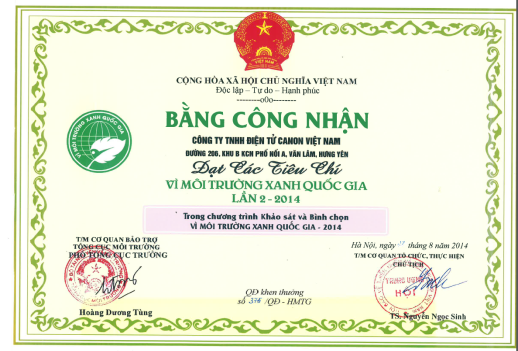 CỘNG HÒA XÃ HỘI CHỦ NGHĨA VIỆT NAM
Độc lập – Tự do – Hạnh phúc
--------o0o--------
BẰNG CÔNG NHẬN
CÔNG TY TNHH ĐIỆN TỬ CANON VIỆT NAM
ĐƯỜNG 206, KHU B KCN PHỐ NỐI A, VĂN LÂM, HƯNG YÊN
Đạt Các Tiêu Chí
VÌ MÔI TRƯỜNG XANH QUỐC GIA
LẦN 2 - 2014
VÌ MÔI TRƯỜNG XANH QUỐC GIA
Trong chương trình Khảo sát và Bình chọn
VÌ MÔI TRƯỜNG XANH QUỐC GIA - 2014
T/M CƠ QUAN BẢO TRỢ
TỔNG CỤC MÔI TRƯỜNG
PHÓ TỔNG CỤC TRƯỞNG
Hoàng Dương Tùng
QĐ khen thưởng
số /QĐ - HMTG
Hà Nội, ngày tháng 8 năm 2014
T/M CƠ QUAN TỔ CHỨC, THỰC HIỆN
CHỦ TỊCH
HỘI
TS. Nguyễn Ngọc Sinh